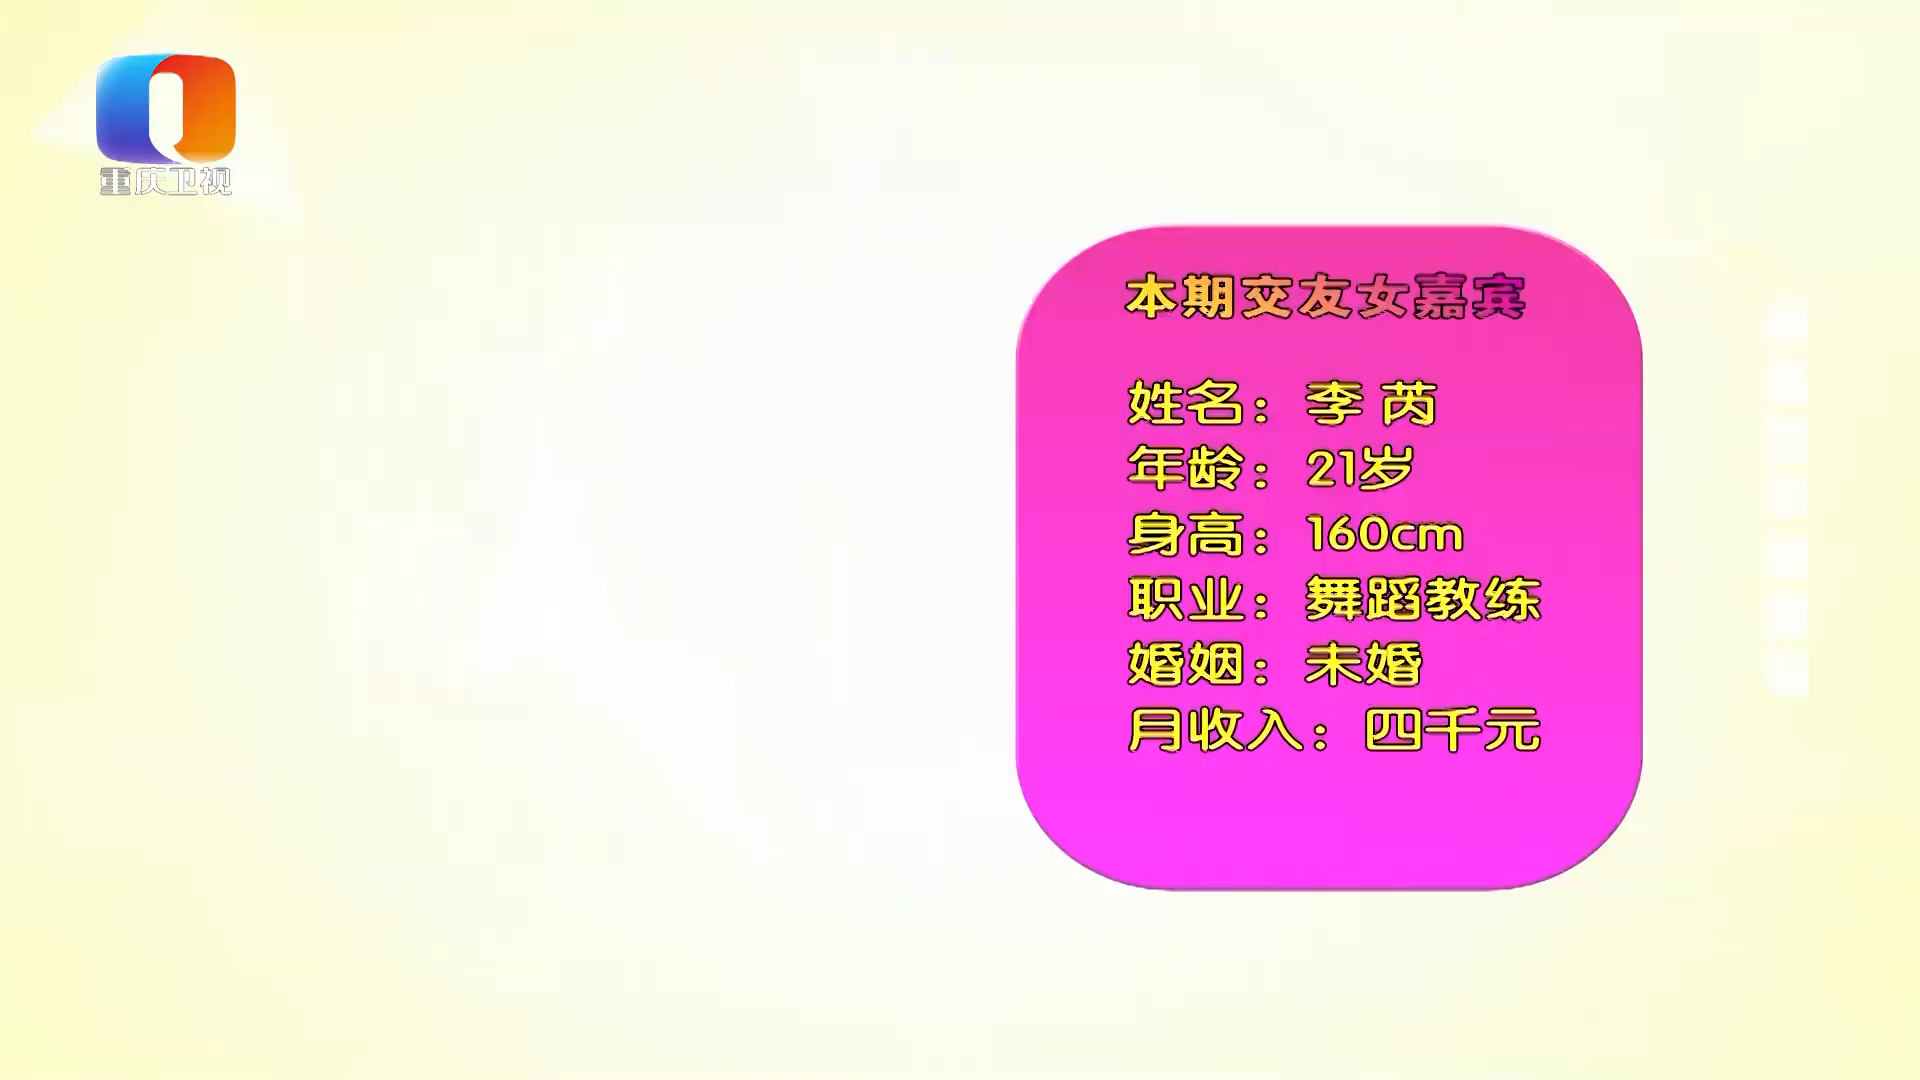 重庆卫视
本期交友女嘉宾
姓名：李 芮
年龄：21岁
身高：160cm
职业：舞蹈教练
婚姻：未婚
月收入：四千元